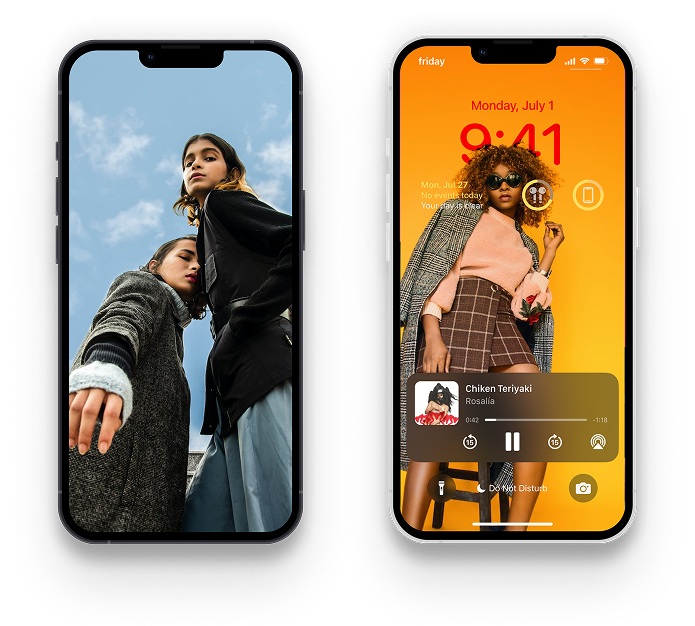 friday
Monday, July 1
9:41
Mon, Jul 27
No events today
Your day is clear
Chiken Teriyaki
Rosalía
0:42
-1:18
15
15
Do Not Disturb